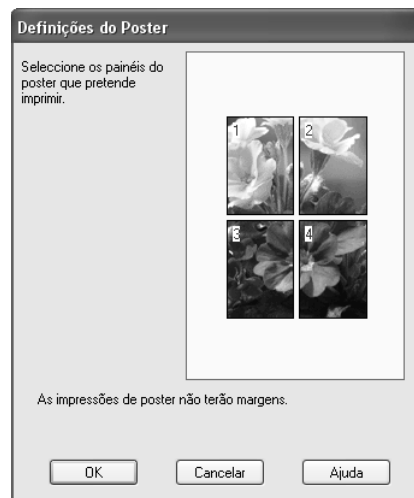 Definições do Poster
Seleccione os painéis do
poster que pretende
imprimir.
1
2
3
4
As impressões de poster não terão margens.
OK
Cancelar
Ajuda